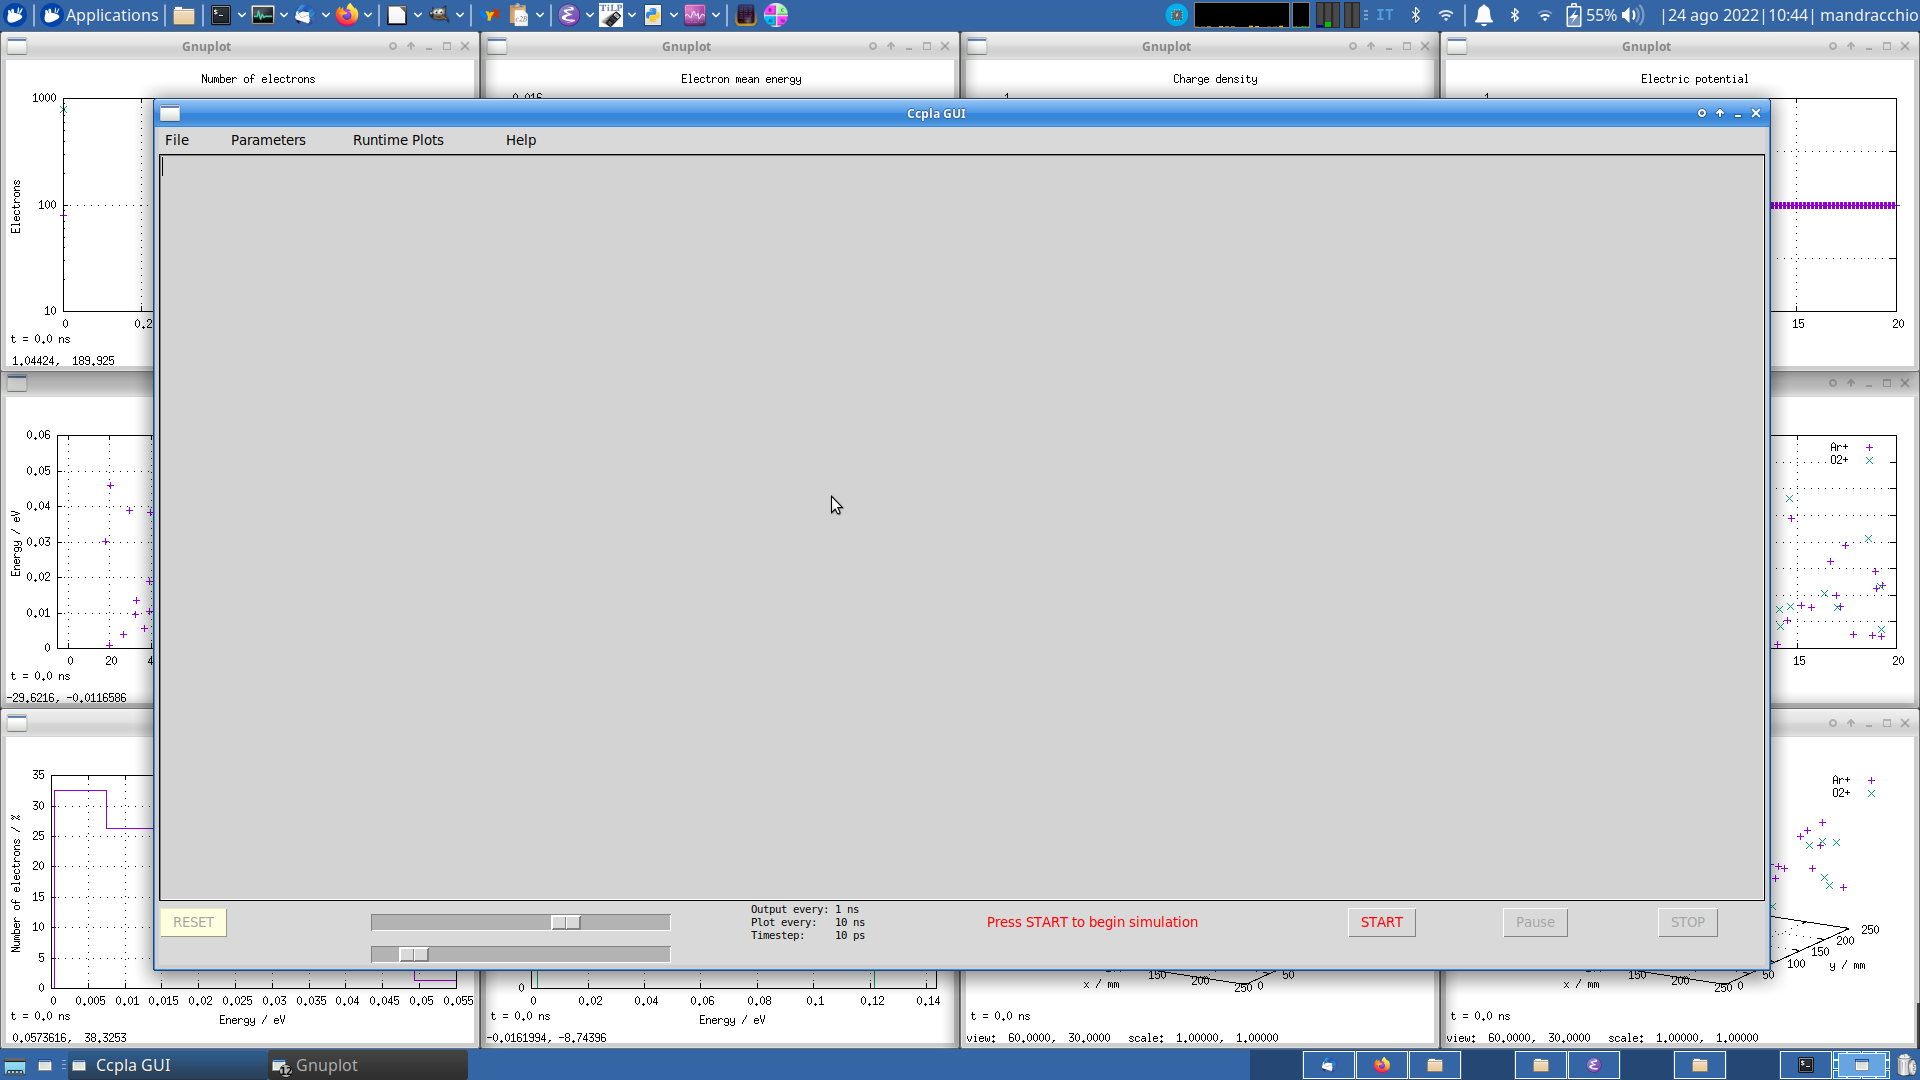 Applications
TiLP
IT
55%
|24 ago 2022|10:44| mandracchio
Gnuplot
Gnuplot
Gnuplot
Gnuplot
Number of electrons
Electron mean energy
Charge density
Electric potential
1000
0.016
1
1
Ccpla GUI
File Parameters Runtime Plots Help
Electrons
100
10
0 0.2
15 20
t = 0.0 ns
1.04424, 189.925
0.06
0.05
0.04
0.03
0.02
0.01
0
Energy / eV
0 20 4
t = 0.0 ns
-29.6216, -0.0116586
Ar+
O2+
15 20
35
30
25
20
15
10
5
0
Number of electrons / %
0 0.005 0.01 0.015 0.02 0.025 0.03 0.035 0.04 0.045 0.05 0.055
Energy / eV
t = 0.0 ns
0.0573616, 38.3253
Ar+
O2+
RESET
Output every: 1 ns
Plot every: 10 ns
Timestep: 10 ps
Press START to begin simulation
START
Pause
STOP
0
0 0.02 0.04 0.06 0.08 0.1 0.12 0.14
Energy / eV
t = 0.0 ns
-0.0161994, -8.74396
150 200 250 0 50
x / mm
t = 0.0 ns
view: 60.0000, 30.0000 scale: 1.00000, 1.00000
150 200 250 0 50 100 150 200 250
x / mm
y / mm
t = 0.0 ns
view: 60.0000, 30.0000 scale: 1.00000, 1.00000
Ccpla GUI
12
Gnuplot